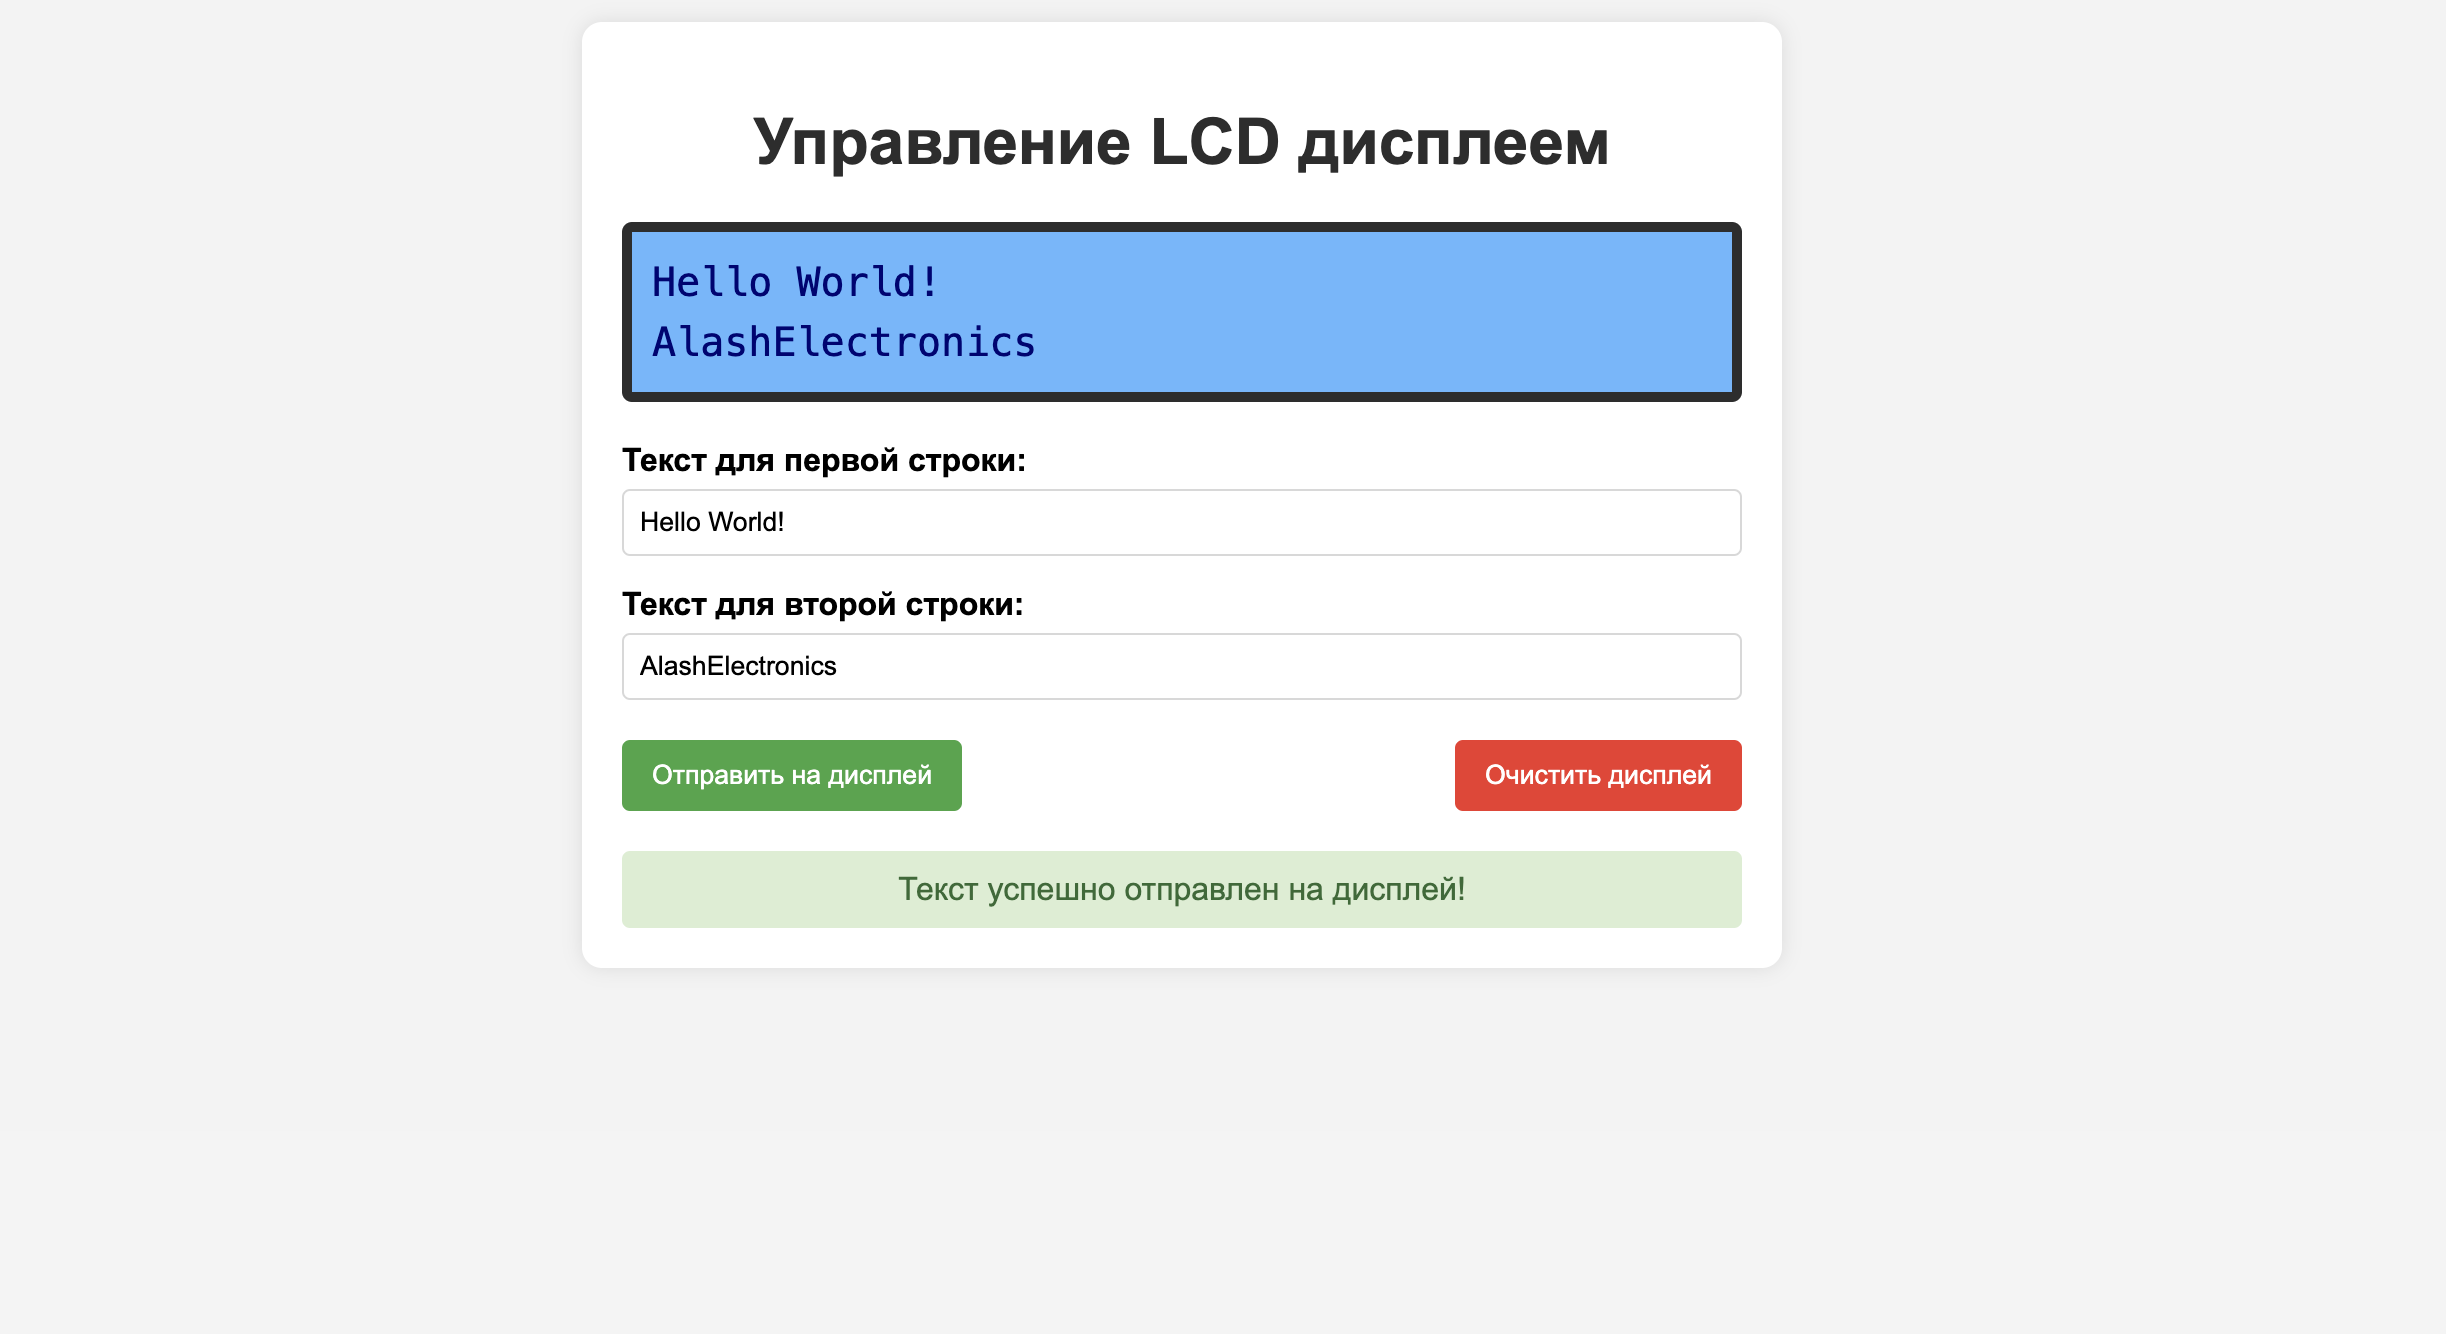 Управление LCD дисплеем
Hello World!
AlashElectronics
Текст для первой строки:
Hello World!
Текст для второй строки:
AlashElectronics
Отправить на дисплей
Очистить дисплей
Текст успешно отправлен на дисплей!